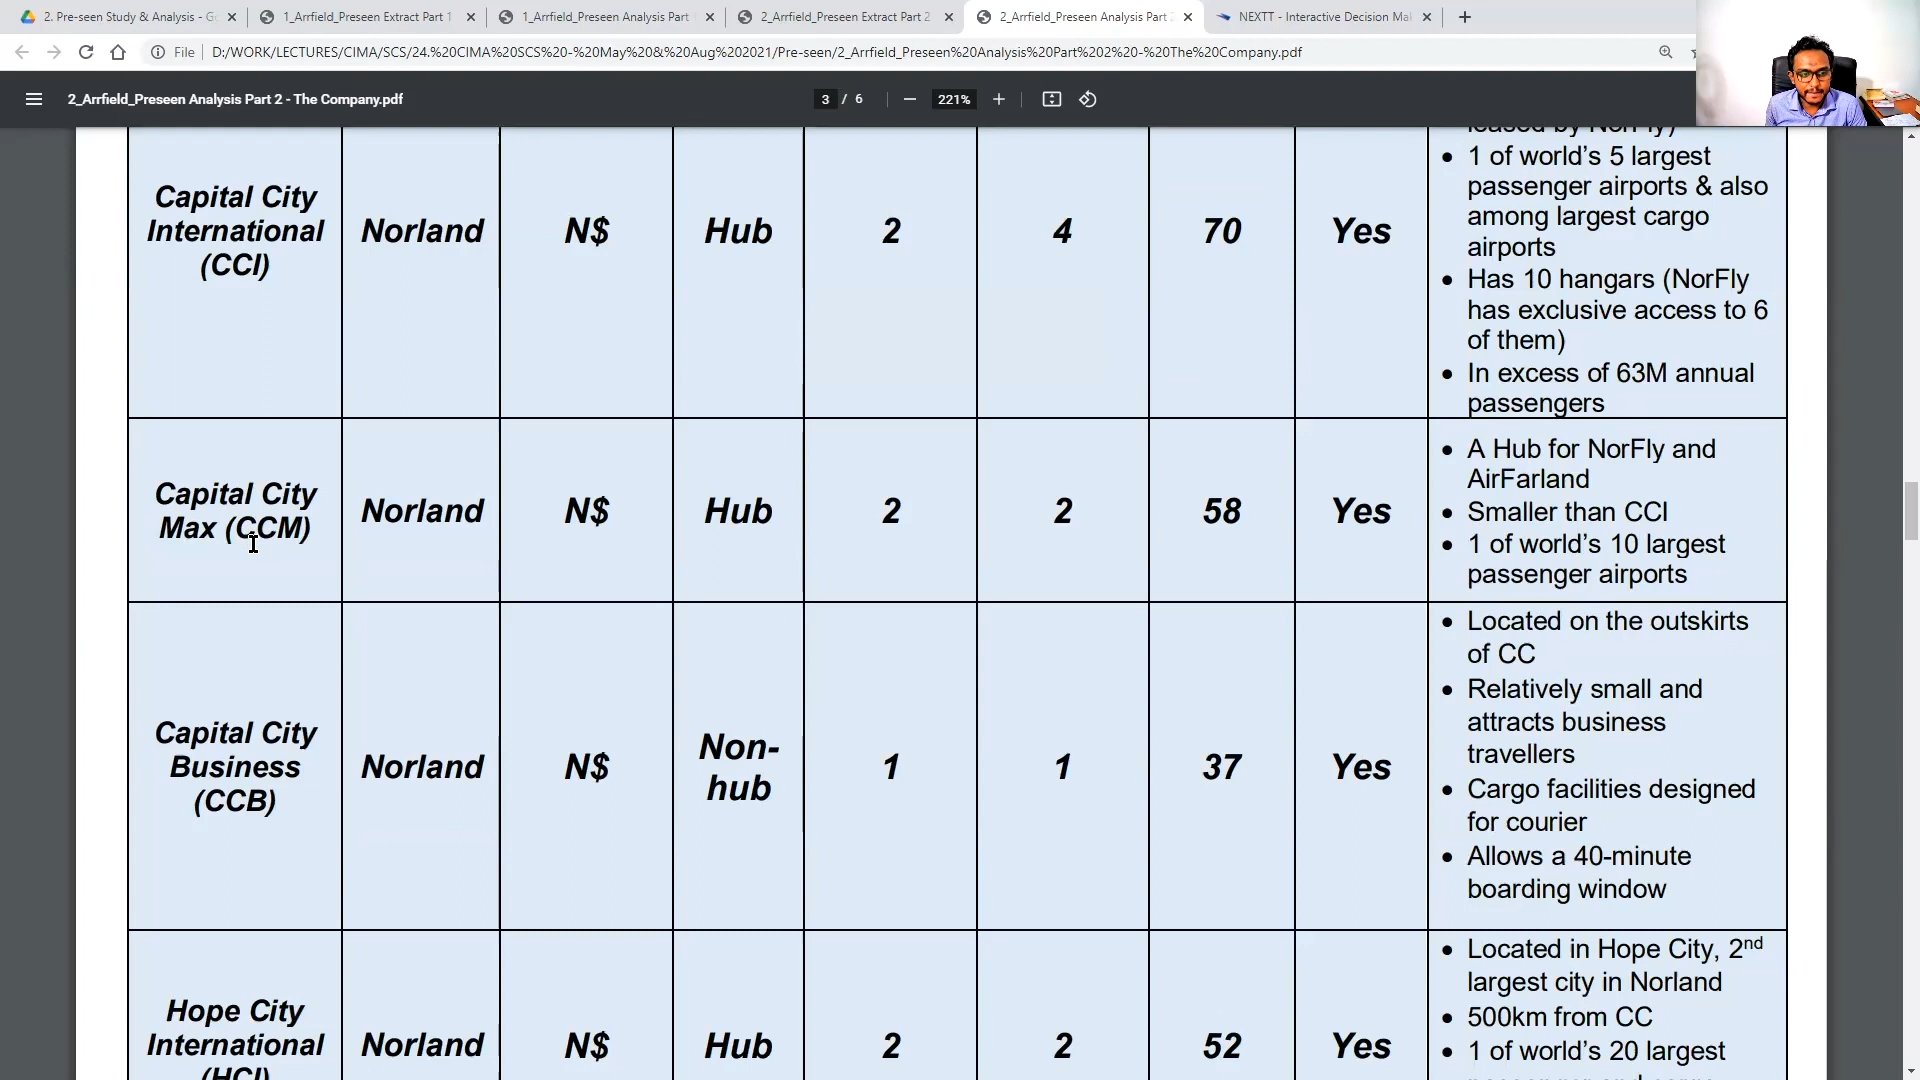 2. Pre-seen Study & Analysis - Go
1_Arrfield_Preseen Extract Part 1
1_Arrfield_Preseen Analysis Part
2_Arrfield_Preseen Extract Part 2
2_Arrfield_Preseen Analysis Part 2
NEXTT - Interactive Decision Mak
File
D:/WORK/LECTURES/CIMA/SCS/24.%20CIMA%20SCS%20-%20May%20&%20Aug%202021/Pre-seen/2_Arrfield_Preseen%20Analysis%20Part%202%20-%20The%20Company.pdf
2_Arrfield_Preseen Analysis Part 2 - The Company.pdf
3 / 6
221%
leased by NorFly)
Capital City
International
(CCI)
Norland
N$
Hub
2
4
70
Yes
• 1 of world's 5 largest
passenger airports & also
among largest cargo
airports
• Has 10 hangars (NorFly
has exclusive access to 6
of them)
• In excess of 63M annual
passengers
Capital City
Max (CCM)
Norland
N$
Hub
2
2
58
Yes
• A Hub for NorFly and
AirFarland
• Smaller than CCI
• 1 of world's 10 largest
passenger airports
Capital City
Business
(CCB)
Norland
N$
Non-
hub
1
1
37
Yes
• Located on the outskirts
of CC
• Relatively small and
attracts business
travellers
• Cargo facilities designed
for courier
• Allows a 40-minute
boarding window
Hope City
International
(HCI)
Norland
N$
Hub
2
2
52
Yes
• Located in Hope City, 2nd
largest city in Norland
• 500km from CC
• 1 of world's 20 largest